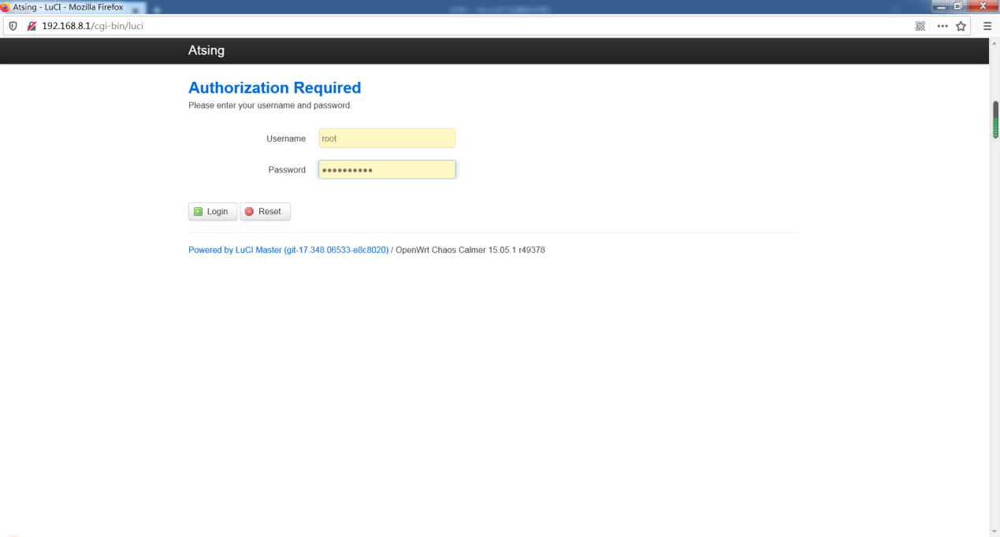 Atsing - LuCI - Mozilla Firefox
192.168.8.1/cgi-bin/luci
Atsing
Authorization Required
Please enter your username and password.
Username root
Password ●●●●●●●●●●
Login Reset
Powered by LuCI Master (git-17.348.06533-e8c8020) / OpenWrt Chaos Calmer 15.05.1 r49378